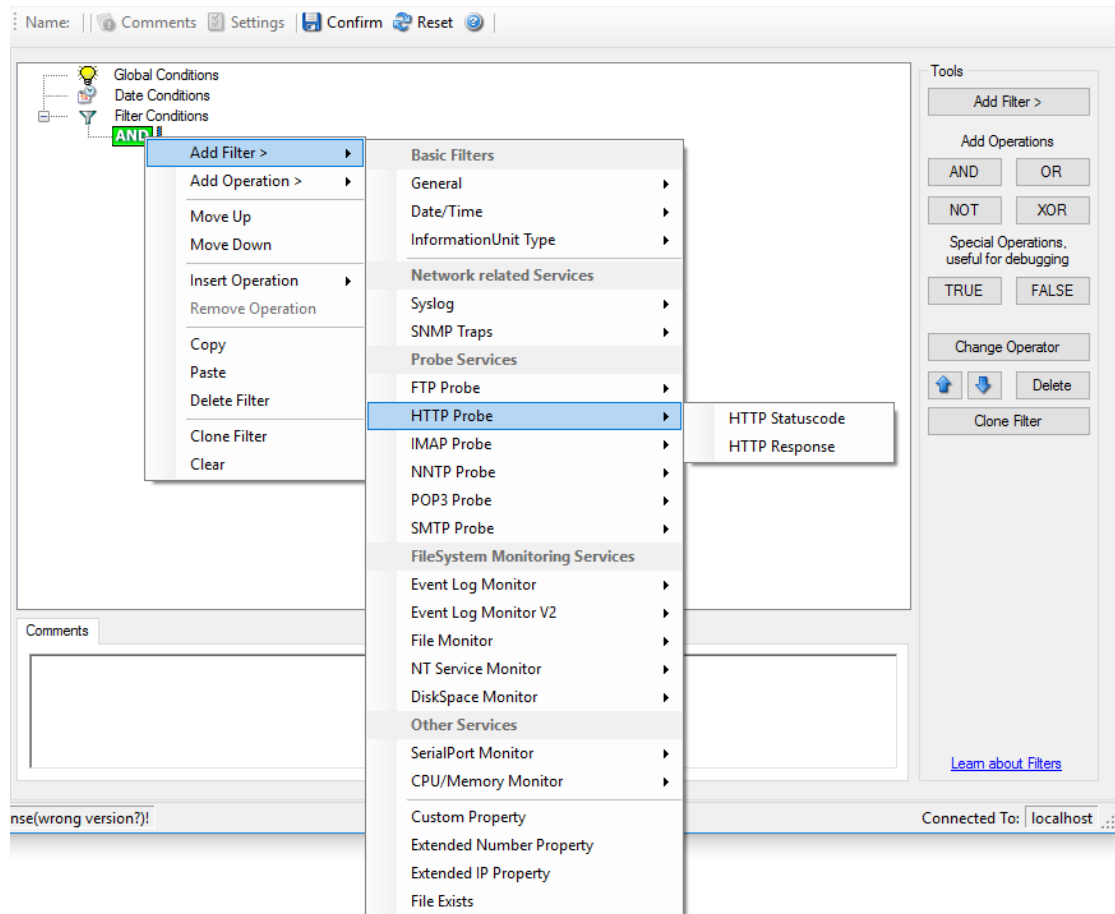 Name: Comments Settings Confirm Reset
Global Conditions
Date Conditions
Filter Conditions
AND
Add Filter >
Add Operation >
Move Up
Move Down
Insert Operation
Remove Operation
Copy
Paste
Delete Filter
Clone Filter
Clear
Basic Filters
General
Date/Time
InformationUnit Type
Network related Services
Syslog
SNMP Traps
Probe Services
FTP Probe
HTTP Probe
IMAP Probe
NNTP Probe
POP3 Probe
SMTP Probe
FileSystem Monitoring Services
Event Log Monitor
Event Log Monitor V2
File Monitor
NT Service Monitor
DiskSpace Monitor
Other Services
SerialPort Monitor
CPU/Memory Monitor
Custom Property
Extended Number Property
Extended IP Property
File Exists
HTTP Statuscode
HTTP Response
Tools
Add Filter >
Add Operations
AND OR
NOT XOR
Special Operations,
useful for debugging
TRUE FALSE
Change Operator
Delete
Clone Filter
Learn about Filters
Comments
nse(wrong version?)!
Connected To: localhost